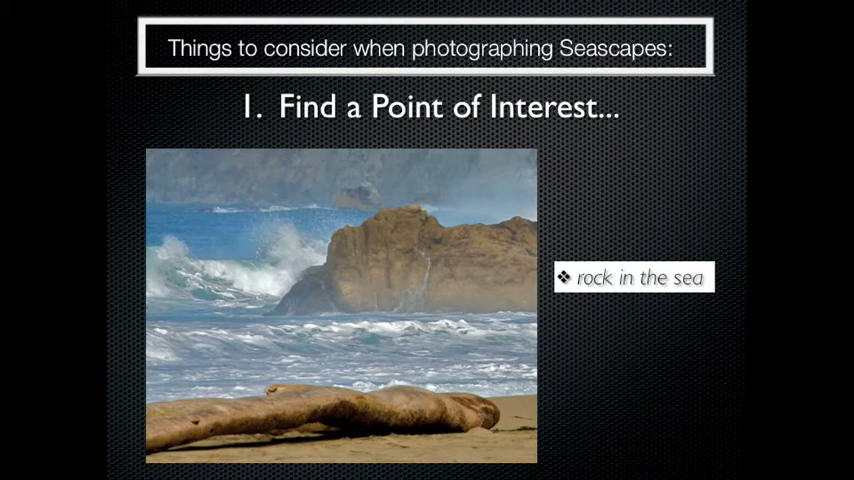 Things to consider when photographing Seascapes:
1. Find a Point of Interest...
❖ rock in the sea